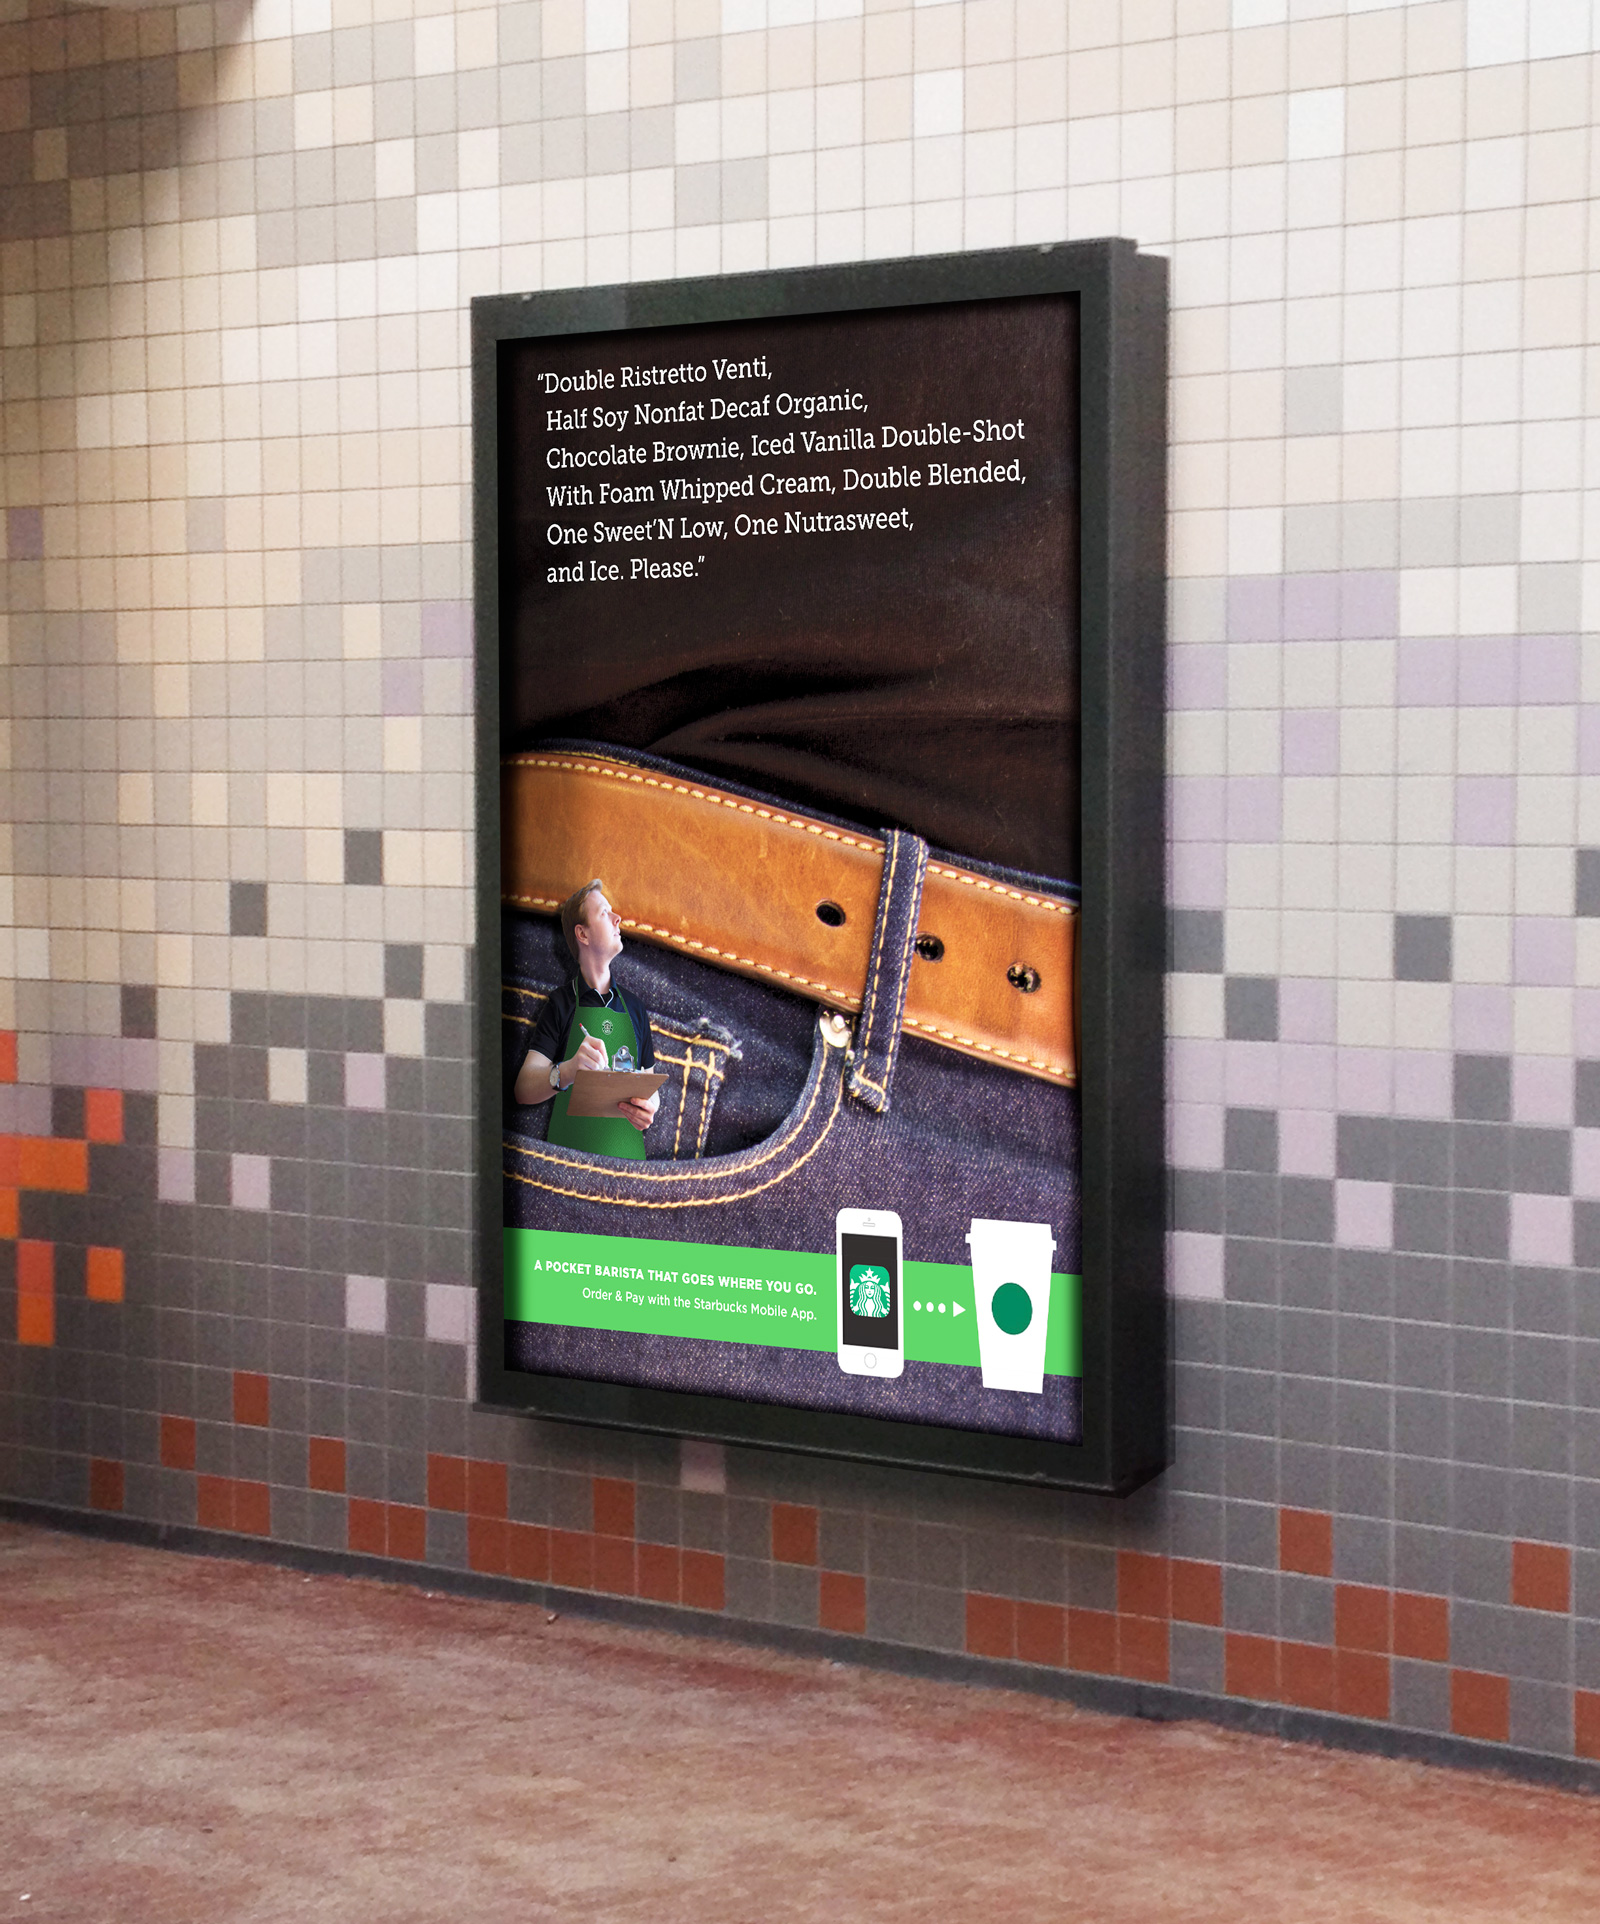 “Double Ristretto Venti,
Half Soy Nonfat Decaf Organic,
Chocolate Brownie, Iced Vanilla Double-Shot
With Foam Whipped Cream, Double Blended,
One Sweet’N Low, One Nutrasweet,
and Ice. Please.”
A POCKET BARISTA THAT GOES WHERE YOU GO.
Order & Pay with the Starbucks Mobile App.